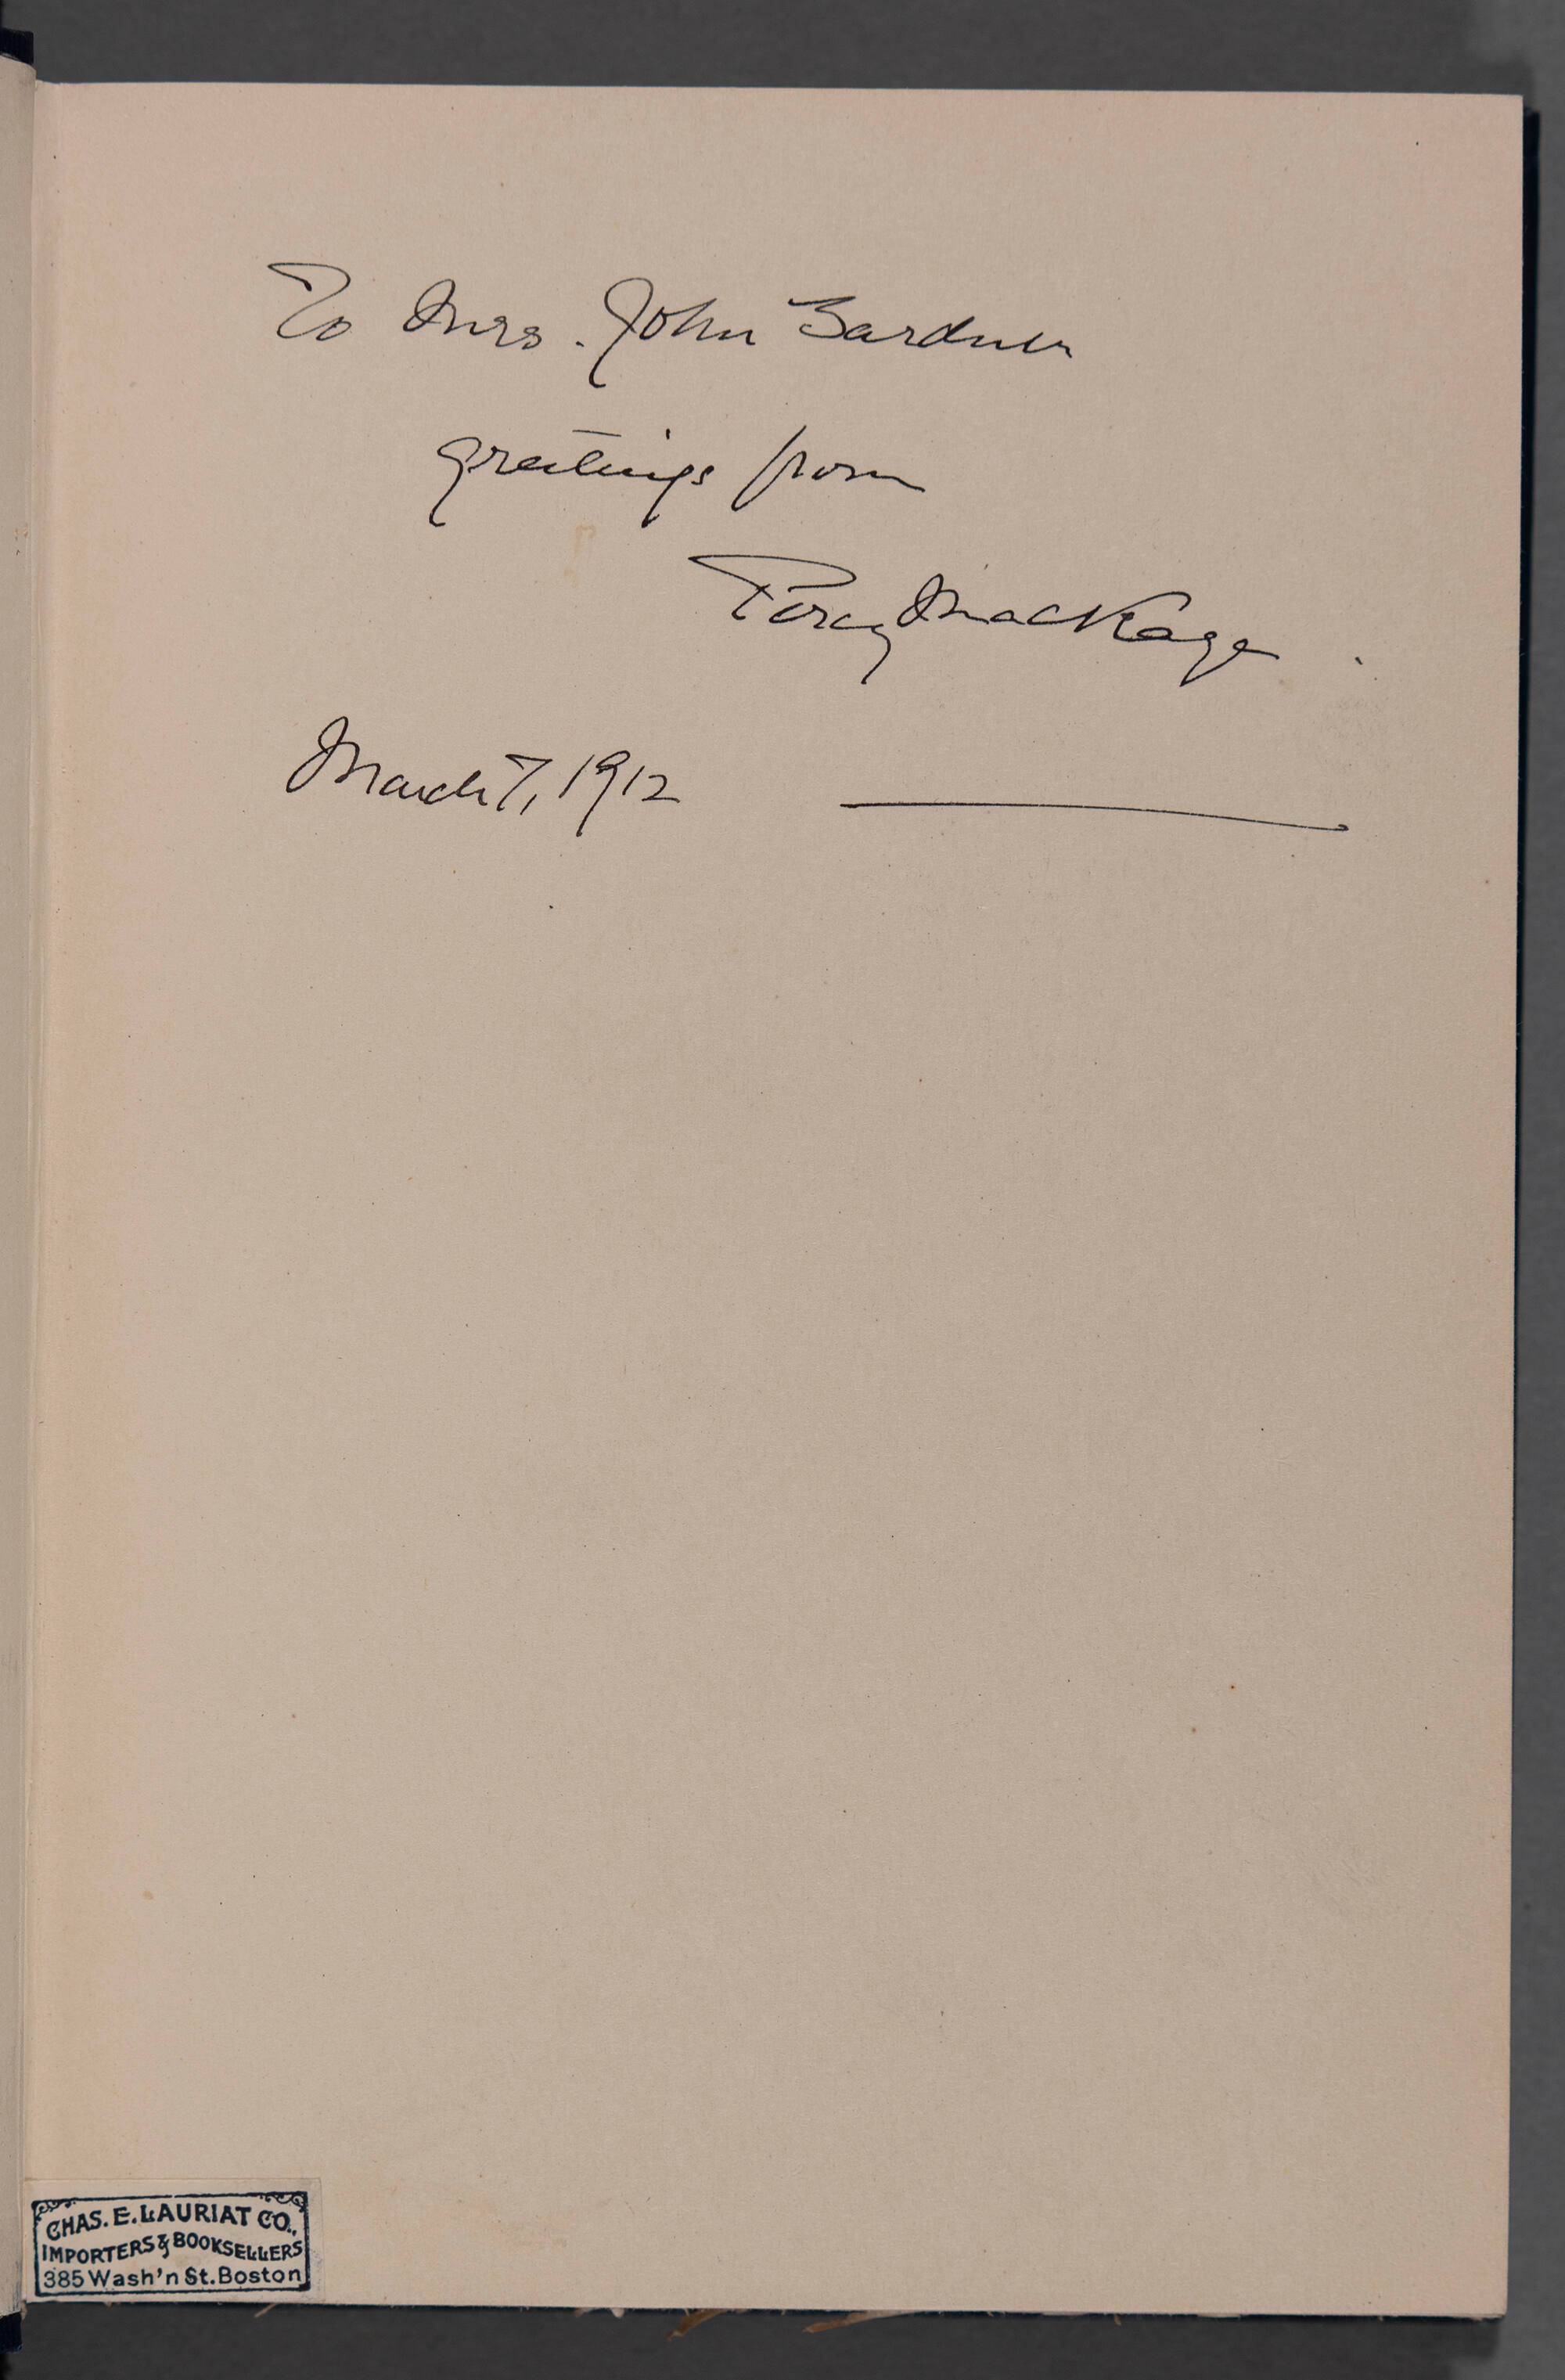 To Mrs. John Gardner
greetings from
Percy MacKaye.
March 7, 1912
CHAS. E. LAURIAT CO.,
IMPORTERS & BOOKSELLERS
385 Wash'n St. Boston